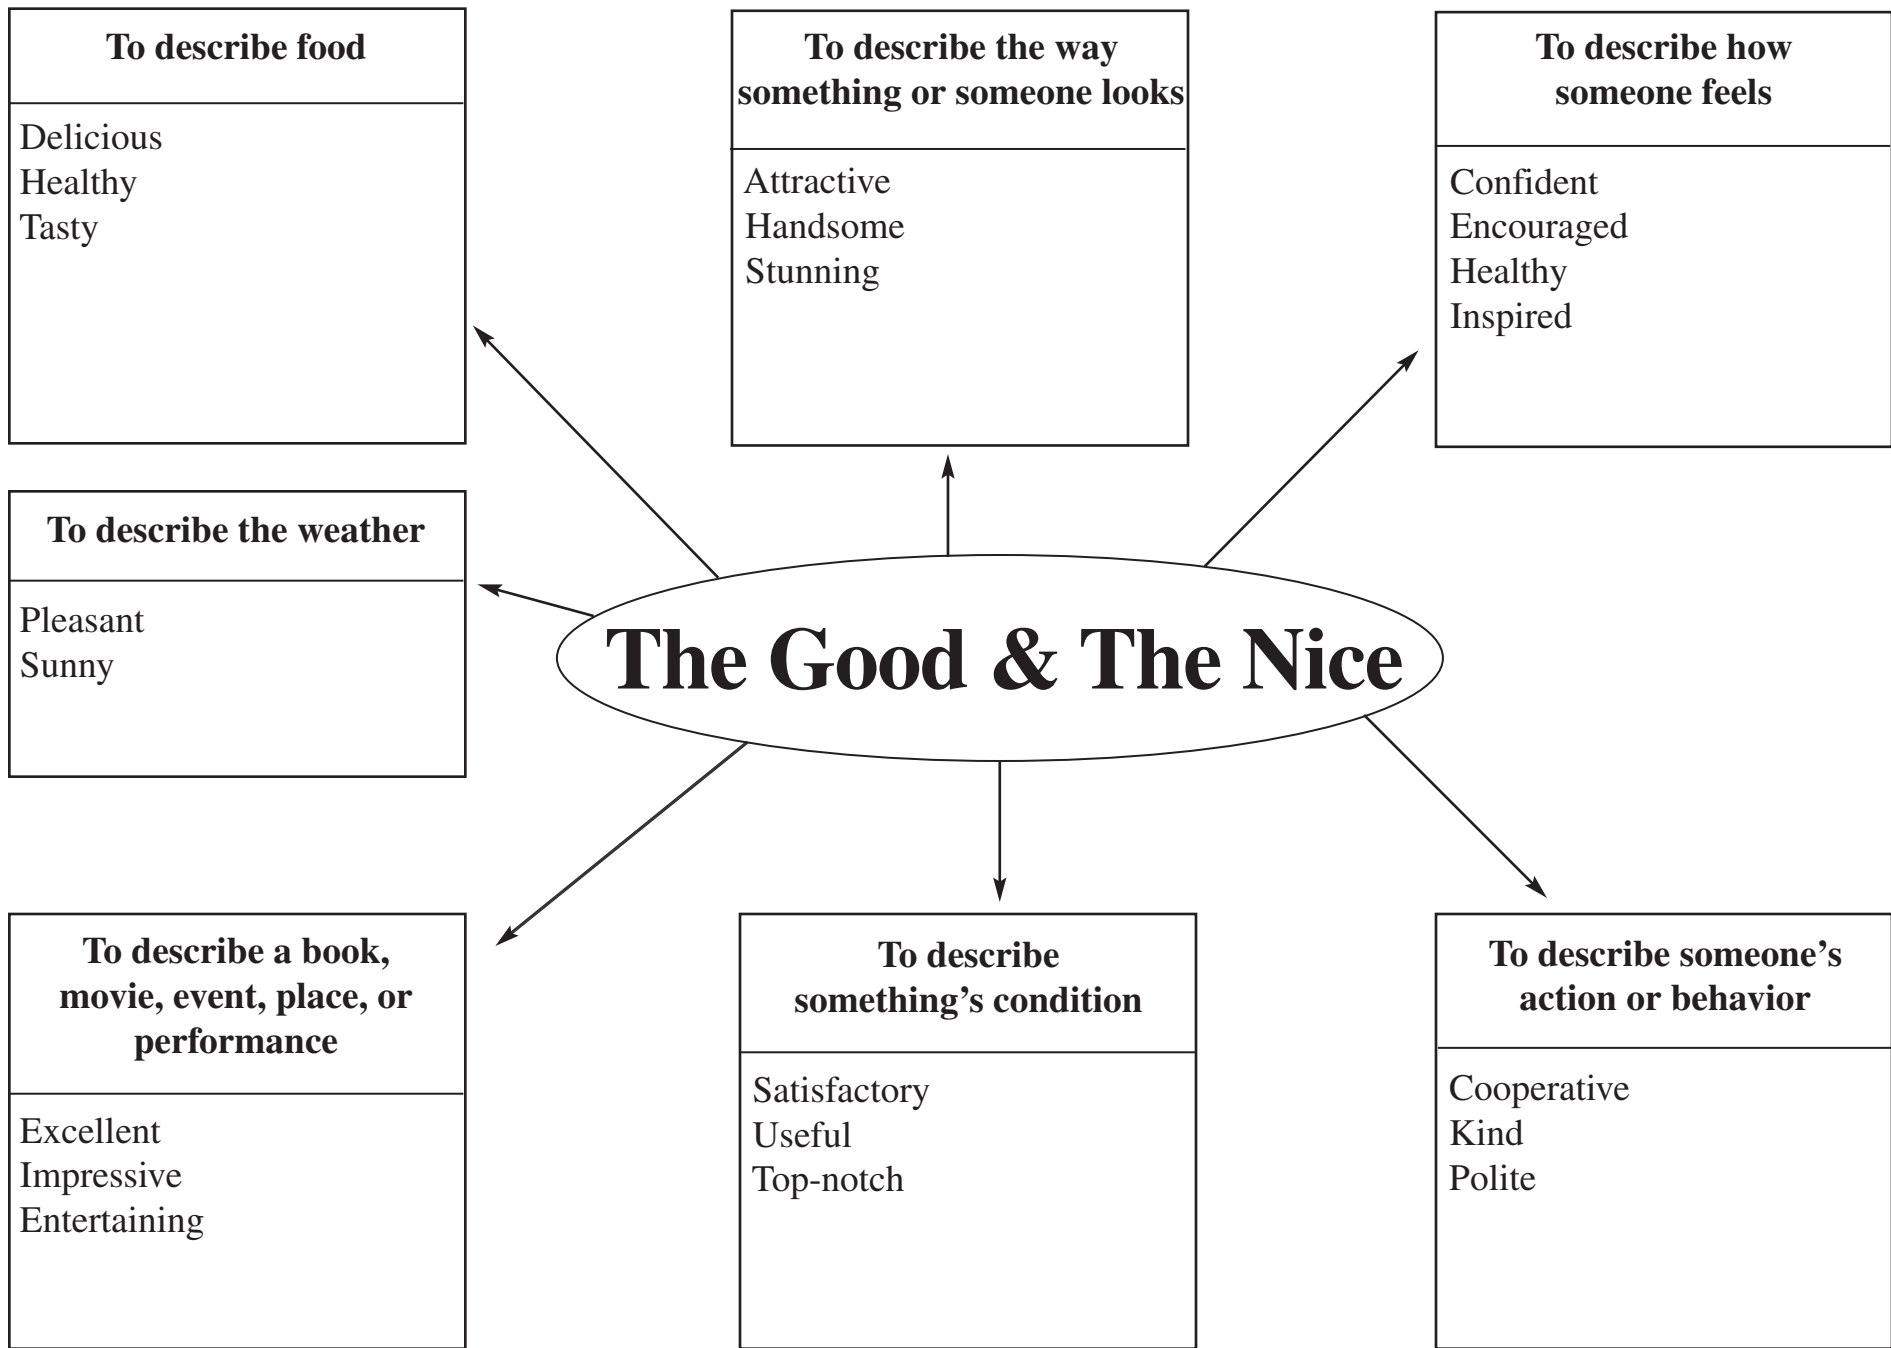 To describe food
Delicious
Healthy
Tasty
To describe the way
something or someone looks
Attractive
Handsome
Stunning
To describe how
someone feels
Confident
Encouraged
Healthy
Inspired
To describe the weather
Pleasant
Sunny
The Good & The Nice
To describe a book,
movie, event, place, or
performance
Excellent
Impressive
Entertaining
To describe
something’s condition
Satisfactory
Useful
Top-notch
To describe someone’s
action or behavior
Cooperative
Kind
Polite